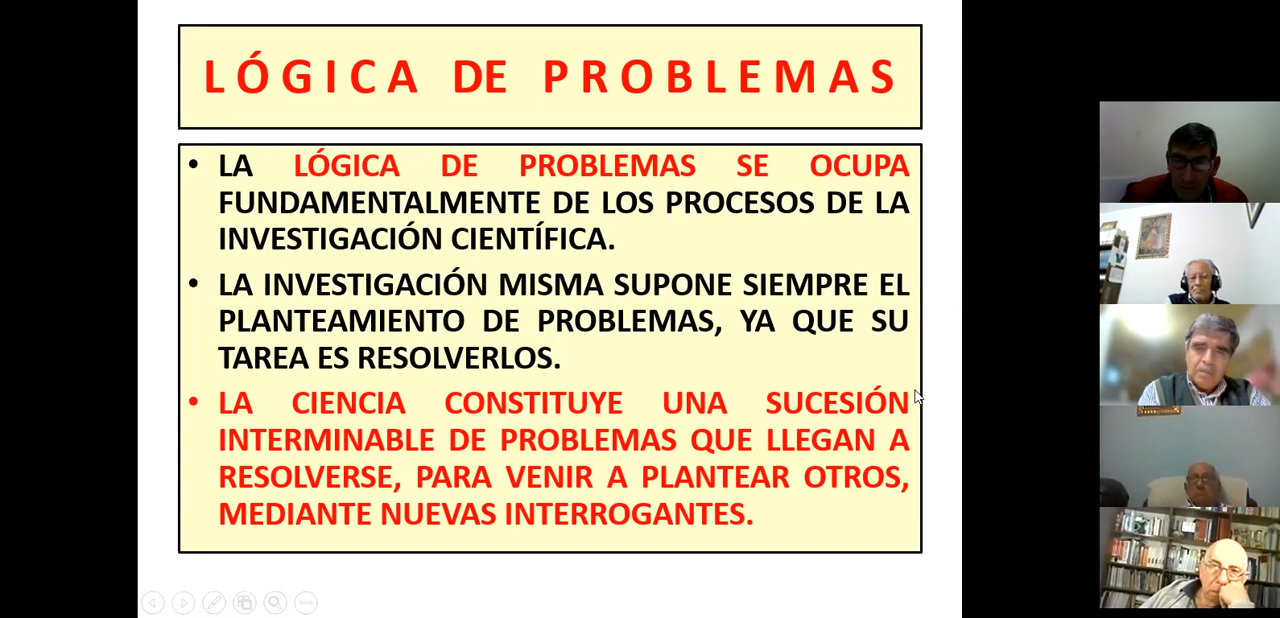 LÓGICA DE PROBLEMAS
• LA LÓGICA DE PROBLEMAS SE OCUPA
FUNDAMENTALMENTE DE LOS PROCESOS DE LA
INVESTIGACIÓN CIENTÍFICA.
• LA INVESTIGACIÓN MISMA SUPONE SIEMPRE EL
PLANTEAMIENTO DE PROBLEMAS, YA QUE SU
TAREA ES RESOLVERLOS.
• LA CIENCIA CONSTITUYE UNA SUCESIÓN
INTERMINABLE DE PROBLEMAS QUE LLEGAN A
RESOLVERSE, PARA VENIR A PLANTEAR OTROS,
MEDIANTE NUEVAS INTERROGANTES.